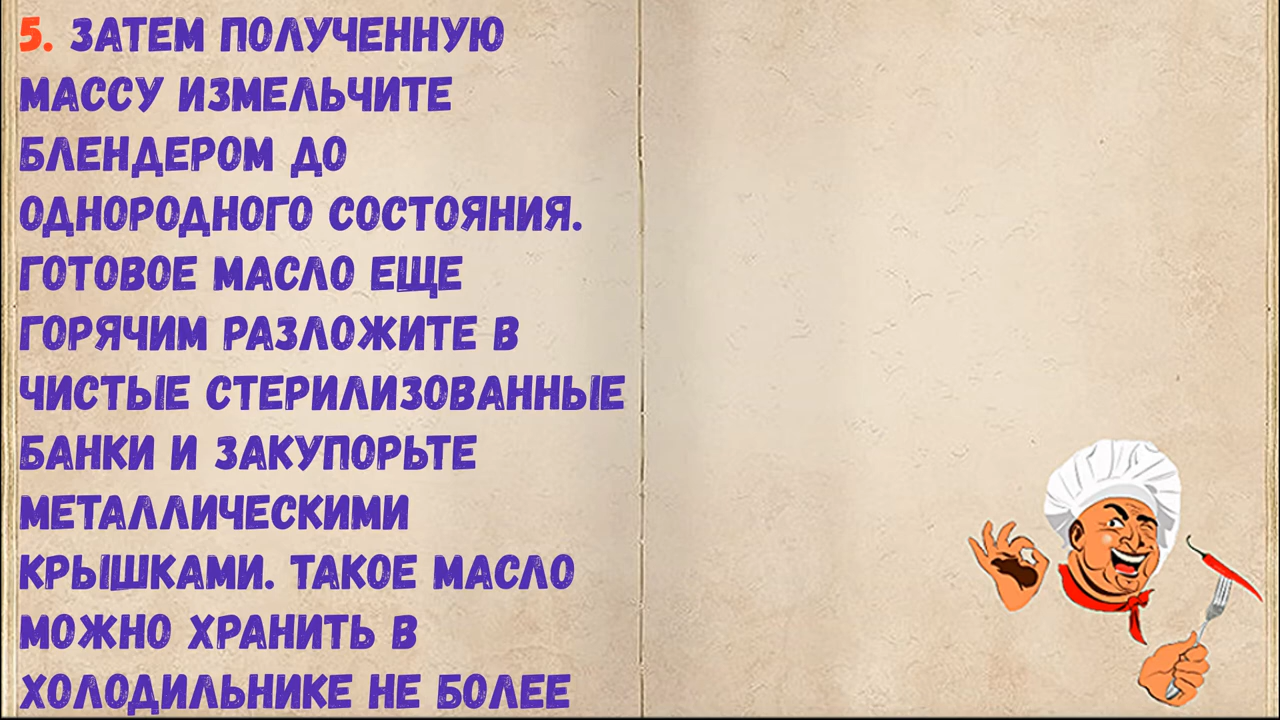 5. ЗАТЕМ ПОЛУЧЕННУЮ
МАССУ ИЗМЕЛЬЧИТЕ
БЛЕНДЕРОМ ДО
ОДНОРОДНОГО СОСТОЯНИЯ.
ГОТОВОЕ МАСЛО ЕЩЕ
ГОРЯЧИМ РАЗЛОЖИТЕ В
ЧИСТЫЕ СТЕРИЛИЗОВАННЫЕ
БАНКИ И ЗАКУПОРЬТЕ
МЕТАЛЛИЧЕСКИМИ
КРЫШКАМИ. ТАКОЕ МАСЛО
МОЖНО ХРАНИТЬ В
ХОЛОДИЛЬНИКЕ НЕ БОЛЕЕ